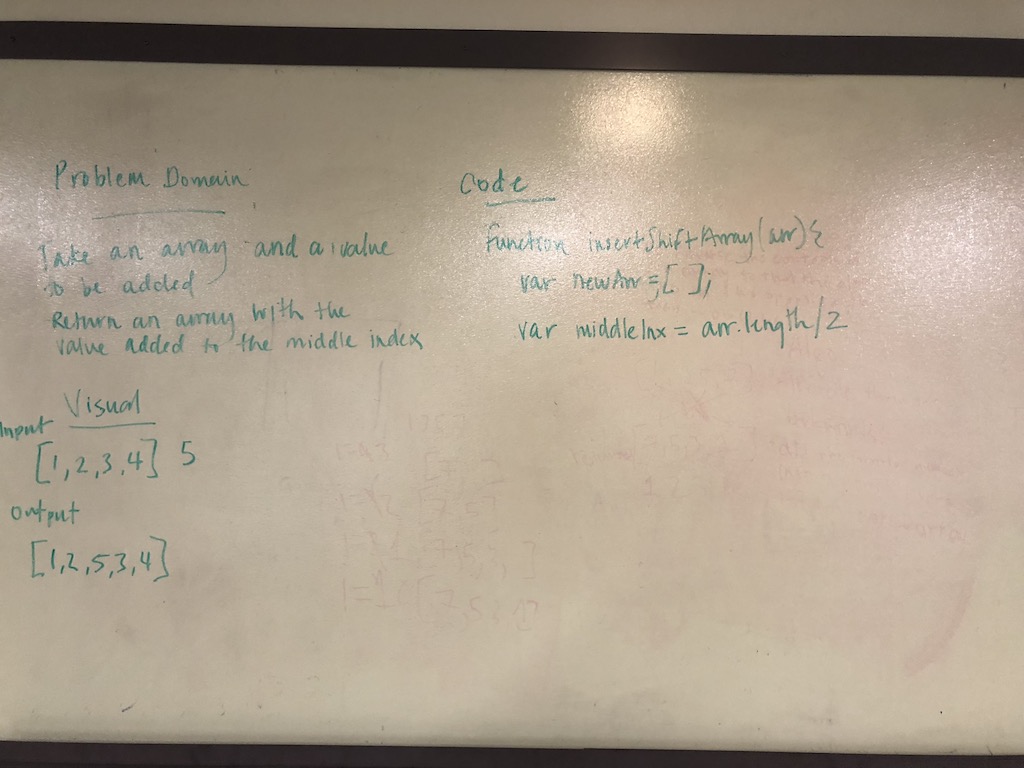 Problem Domain
Take an array and a value
to be added
Return an array with the
value added to the middle index
Visual
Input
[1,2,3,4] 5
output
[1,2,5,3,4]
Code
function insertShiftArray(arr){
var newArr = [ ];
var middleInx = arr.length/2